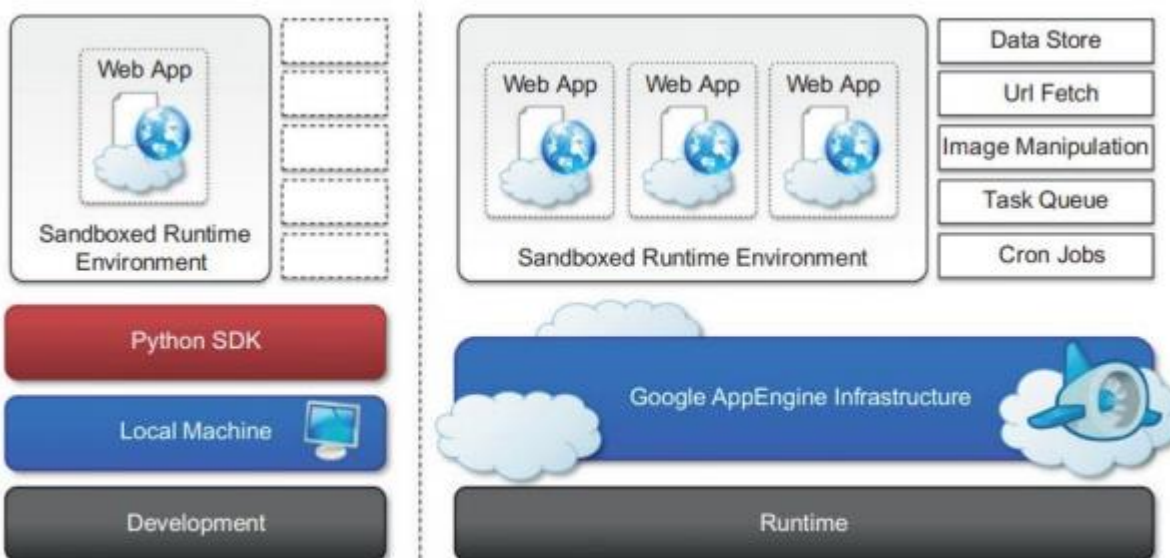 Web App
Sandboxed Runtime
Environment
Python SDK
Local Machine
Development
Web App
Web App
Web App
Sandboxed Runtime Environment
Data Store
Url Fetch
Image Manipulation
Task Queue
Cron Jobs
Google AppEngine Infrastructure
Runtime